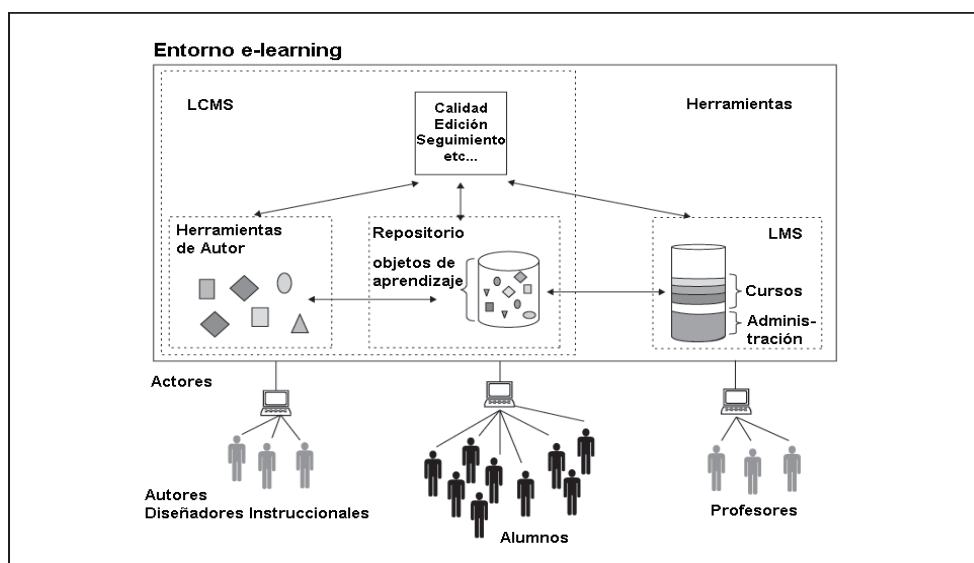 Entorno e-learning
LCMS
Herramientas
Calidad
Edición
Seguimiento
etc...
Herramientas
de Autor
Repositorio
objetos de
aprendizaje
LMS
Cursos
Adminis-
tración
Actores
Autores
Diseñadores Instruccionales
Alumnos
Profesores